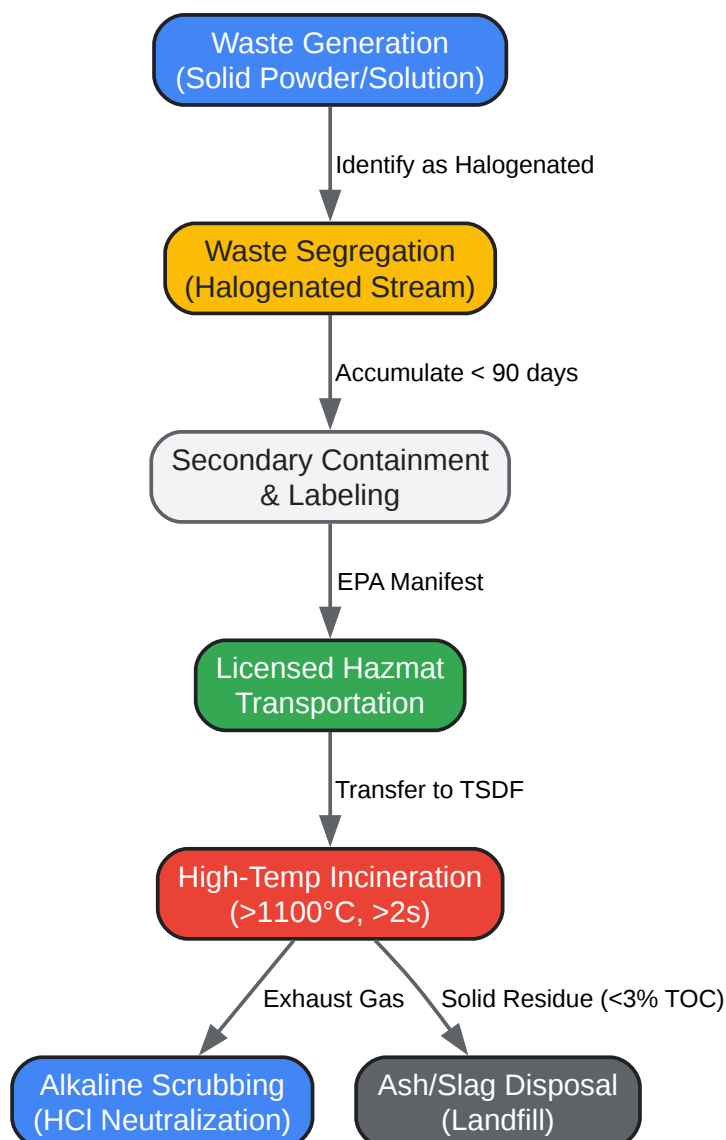 Waste Generation
(Solid Powder/Solution)
Identify as Halogenated
Waste Segregation
(Halogenated Stream)
Accumulate < 90 days
Secondary Containment
& Labeling
EPA Manifest
Licensed Hazmat
Transportation
Transfer to TSDF
High-Temp Incineration
(>1100°C, >2s)
Exhaust Gas
Solid Residue (<3% TOC)
Alkaline Scrubbing
(HCl Neutralization)
Ash/Slag Disposal
(Landfill)